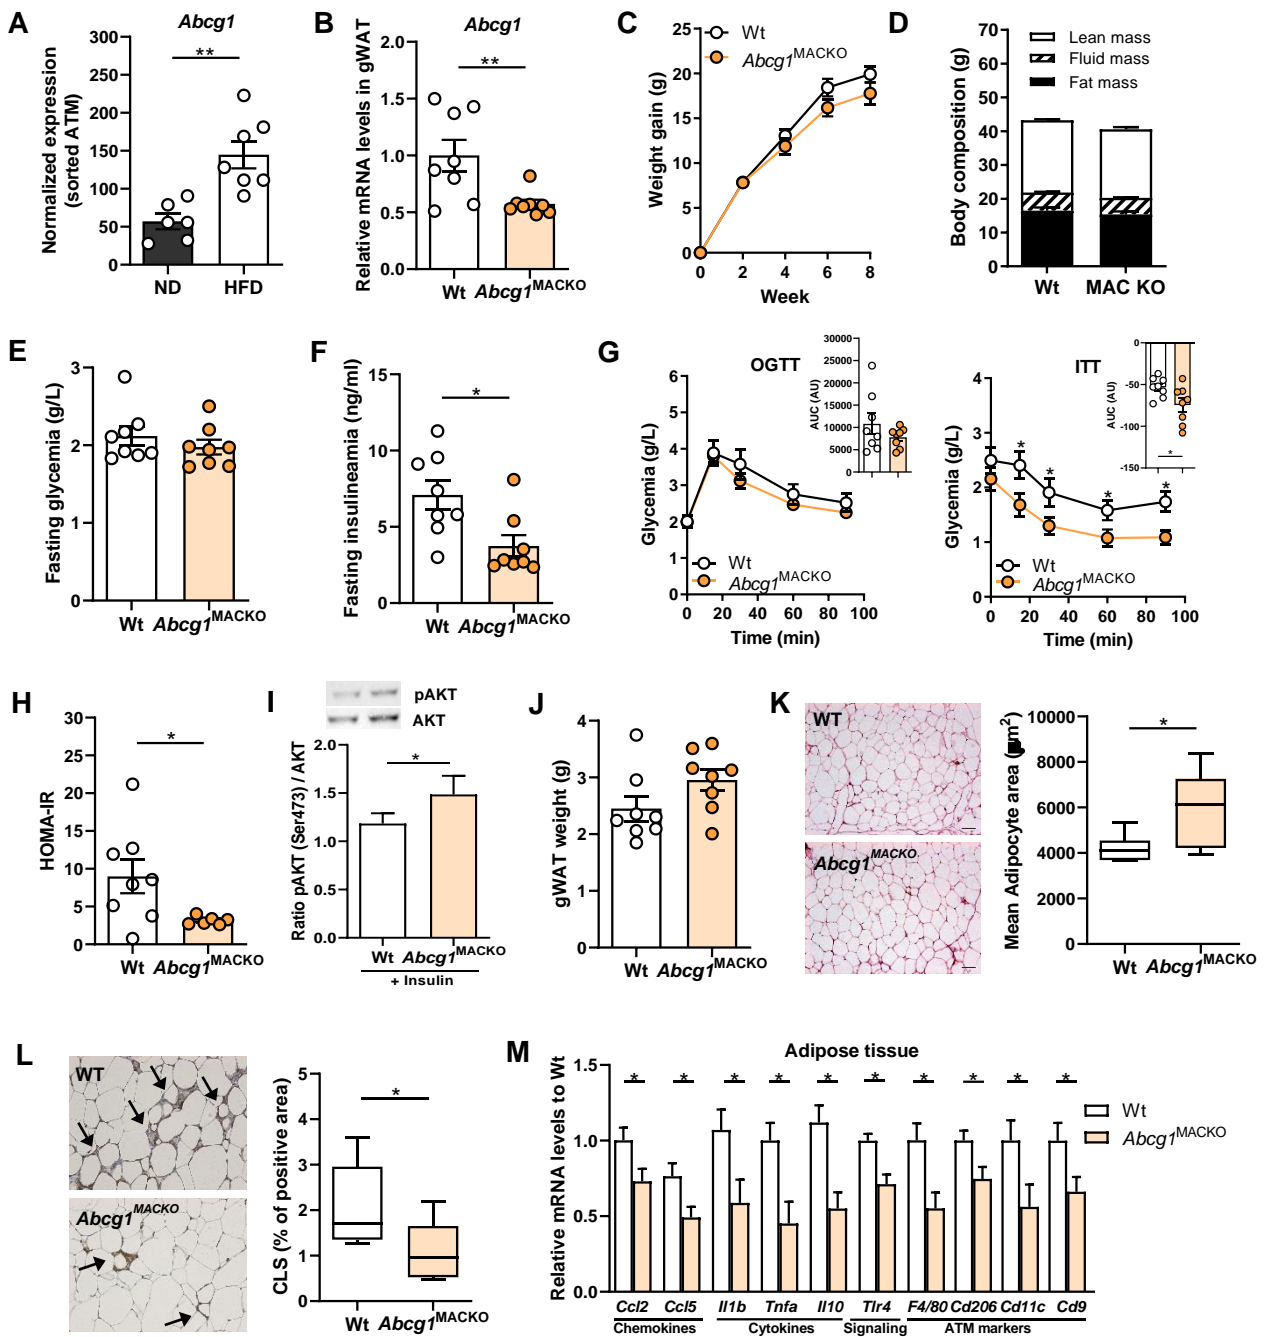 A
Abcg1
**
Normalized expression
(sorted ATM)
300
250
200
150
100
50
0
ND
HFD
B
Abcg1
**
Relative mRNA levels in gWAT
2.0
1.5
1.0
0.5
0.0
Wt
Abcg1MACKO
C
Wt
Abcg1MACKO
Weight gain (g)
25
20
15
10
5
0
0
2
4
6
8
Week
D
Lean mass
Fluid mass
Fat mass
Body composition (g)
70
60
50
40
30
20
10
0
Wt
MAC KO
E
Fasting glycemia (g/L)
3
2
1
0
Wt
Abcg1MACKO
F
*
Fasting insulineamia (ng/ml)
15
10
5
0
Wt
Abcg1MACKO
G
OGTT
Glycemia (g/L)
6
5
4
3
2
1
0
0
20
40
60
80
100
Time (min)
Wt
Abcg1MACKO
AUC (AU)
30000
25000
20000
15000
10000
5000
0
ITT
Glycemia (g/L)
4
3
2
1
0
* * * *
0
20
40
60
80
100
Time (min)
Wt
Abcg1MACKO
AUC (AU)
0
-50
-100
-150
*
H
*
HOMA-IR
30
25
20
15
10
5
0
Wt
Abcg1MACKO
I
pAKT
AKT
*
Ratio pAKT (Ser473) / AKT
2.0
1.5
1.0
0.5
0.0
Wt
Abcg1MACKO
+ Insulin
J
gWAT weight (g)
4
3
2
1
0
Wt
Abcg1MACKO
K
WT
Abcg1MACKO
*
Mean Adipocyte area (µm2)
10000
8000
6000
4000
2000
0
Wt
Abcg1MACKO
L
WT
Abcg1MACKO
*
CLS (% of positive area)
5
4
3
2
1
0
Wt
Abcg1MACKO
M
Adipose tissue
Relative mRNA levels to Wt
1.5
1.0
0.5
0.0
* * * * * * * * * *
Wt
Abcg1MACKO
Ccl2 Ccl5 Il1b Tnfa Il10 Tlr4 F4/80 Cd206 Cd11c Cd9
Chemokines Cytokines Signaling ATM markers